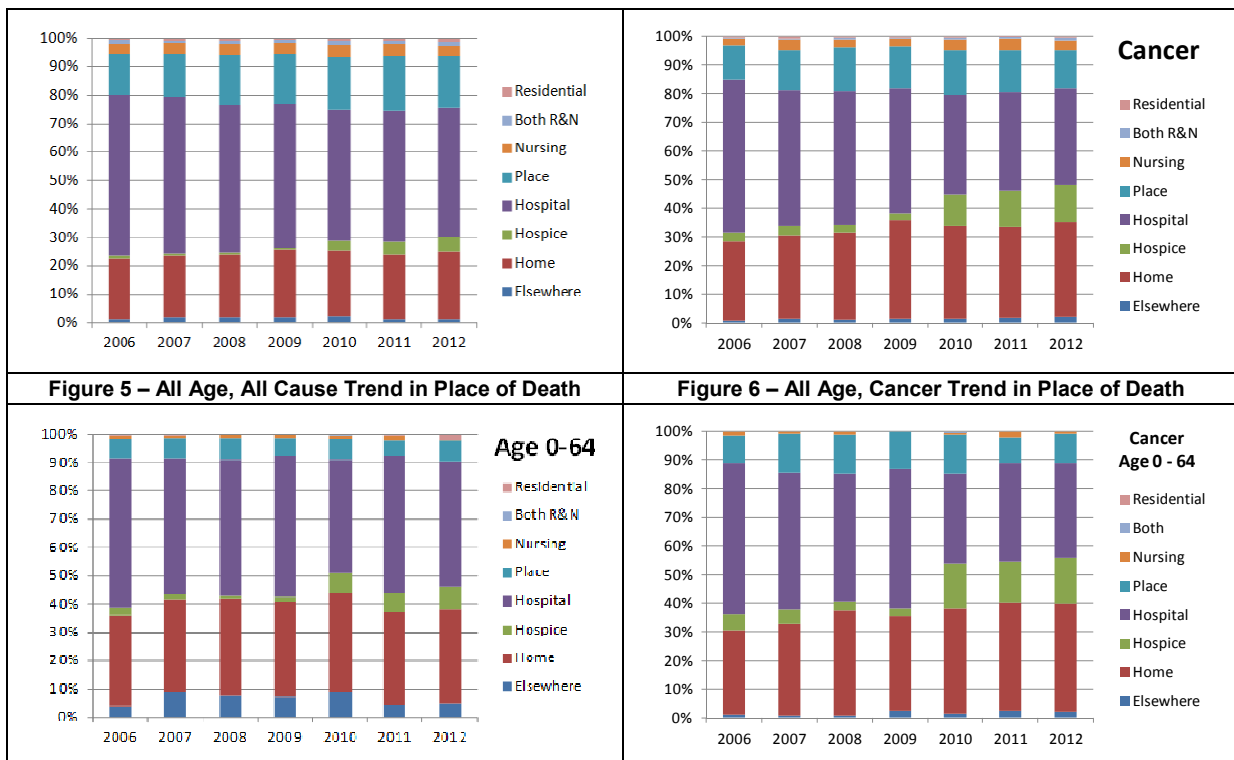 100%
90%
80%
70%
60%
50%
40%
30%
20%
10%
0%
2006 2007 2008 2009 2010 2011 2012
Residential
Both R&N
Nursing
Place
Hospital
Hospice
Home
Elsewhere
Figure 5 – All Age, All Cause Trend in Place of Death
100%
90%
80%
70%
60%
50%
40%
30%
20%
10%
0%
2006 2007 2008 2009 2010 2011 2012
Cancer
Residential
Both R&N
Nursing
Place
Hospital
Hospice
Home
Elsewhere
Figure 6 – All Age, Cancer Trend in Place of Death
100%
90%
80%
70%
60%
50%
40%
30%
20%
10%
0%
2006 2007 2008 2009 2010 2011 2012
Age 0-64
Residential
Both R&N
Nursing
Place
Hospital
Hospice
Home
Elsewhere
100%
90%
80%
70%
60%
50%
40%
30%
20%
10%
0%
2006 2007 2008 2009 2010 2011 2012
Cancer
Age 0 - 64
Residential
Both
Nursing
Place
Hospital
Hospice
Home
Elsewhere